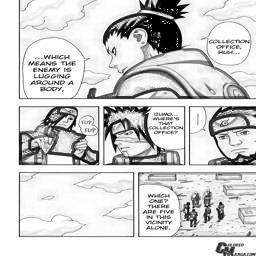 COLLECTION
OFFICE,
HUH...
...WHICH
MEANS THE
ENEMY IS
LUGGING
AROUND A
BODY,
FLIP
FLIP
IZUMO...
WHERE'S
THAT
COLLECTION
OFFICE?
WHICH
ONE?
THERE
ARE FIVE
IN THIS
VICINITY
ALONE.